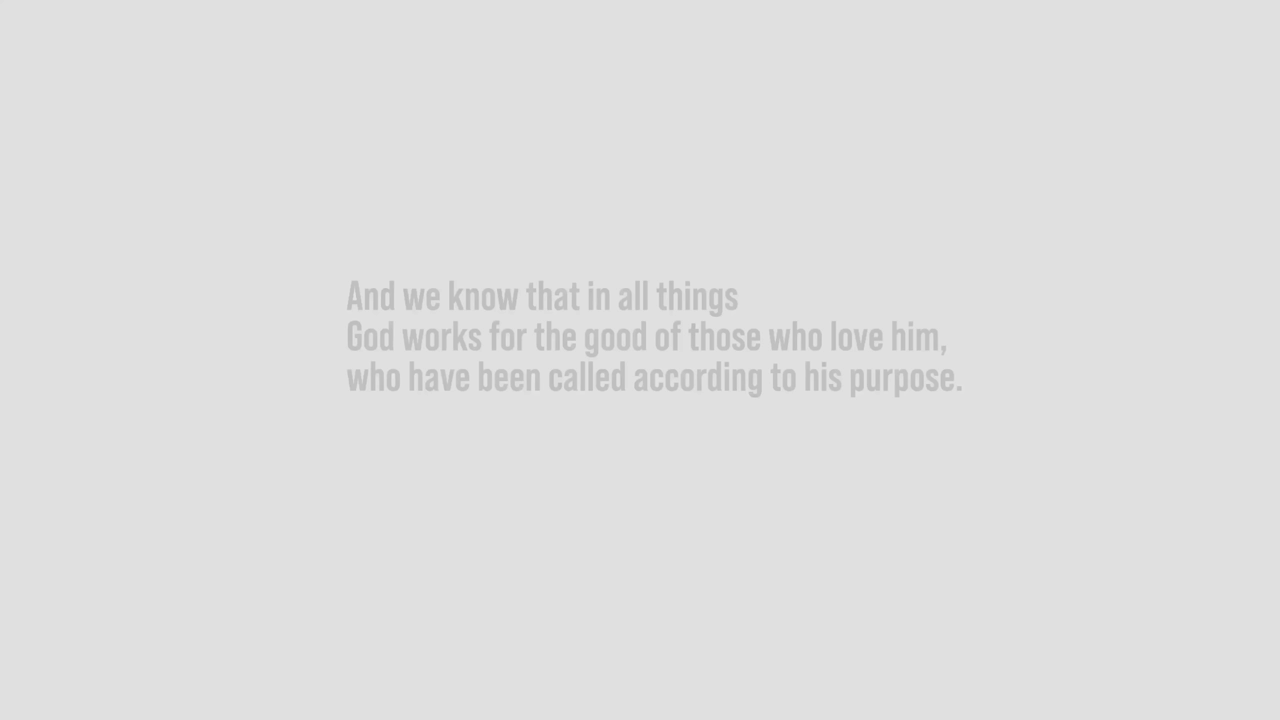 And we know that in all things
God works for the good of those who love him,
who have been called according to his purpose.